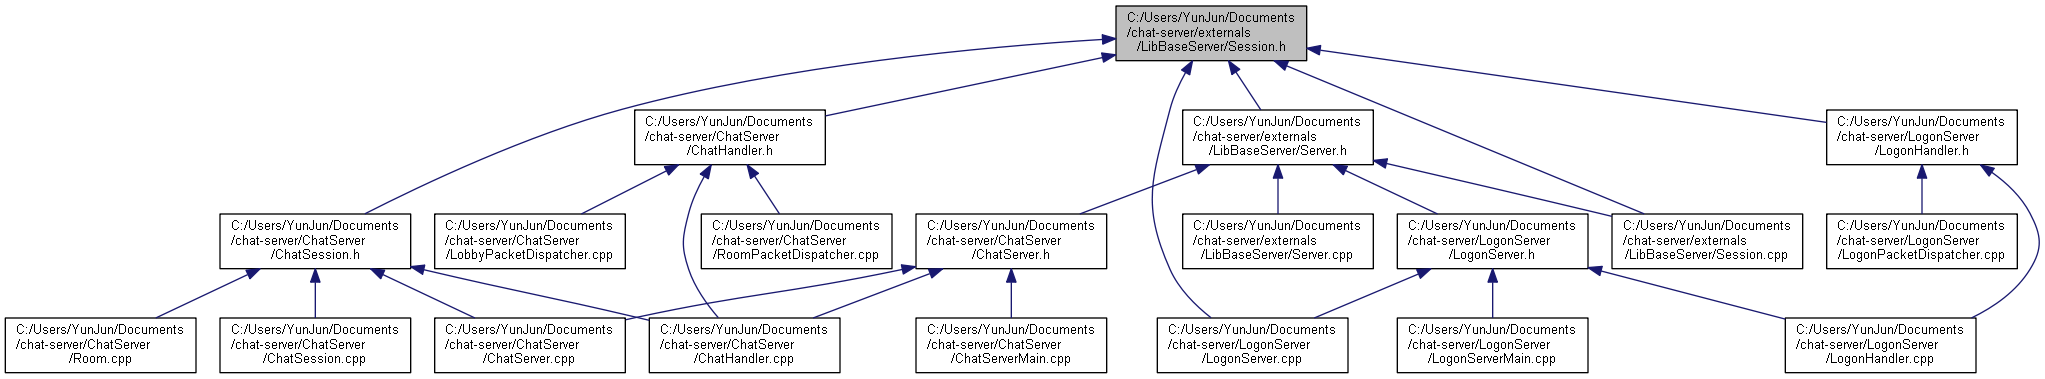 C:/Users/YunJun/Documents
/chat-server/externals
/LibBaseServer/Session.h
C:/Users/YunJun/Documents
/chat-server/ChatServer
/ChatHandler.h
C:/Users/YunJun/Documents
/chat-server/externals
/LibBaseServer/Server.h
C:/Users/YunJun/Documents
/chat-server/LogonServer
/LogonHandler.h
C:/Users/YunJun/Documents
/chat-server/ChatServer
/ChatSession.h
C:/Users/YunJun/Documents
/chat-server/ChatServer
/LobbyPacketDispatcher.cpp
C:/Users/YunJun/Documents
/chat-server/ChatServer
/RoomPacketDispatcher.cpp
C:/Users/YunJun/Documents
/chat-server/ChatServer
/ChatServer.h
C:/Users/YunJun/Documents
/chat-server/externals
/LibBaseServer/Server.cpp
C:/Users/YunJun/Documents
/chat-server/LogonServer
/LogonServer.h
C:/Users/YunJun/Documents
/chat-server/externals
/LibBaseServer/Session.cpp
C:/Users/YunJun/Documents
/chat-server/LogonServer
/LogonPacketDispatcher.cpp
C:/Users/YunJun/Documents
/chat-server/ChatServer
/Room.cpp
C:/Users/YunJun/Documents
/chat-server/ChatServer
/ChatSession.cpp
C:/Users/YunJun/Documents
/chat-server/ChatServer
/ChatServer.cpp
C:/Users/YunJun/Documents
/chat-server/ChatServer
/ChatHandler.cpp
C:/Users/YunJun/Documents
/chat-server/ChatServer
/ChatServerMain.cpp
C:/Users/YunJun/Documents
/chat-server/LogonServer
/LogonServer.cpp
C:/Users/YunJun/Documents
/chat-server/LogonServer
/LogonServerMain.cpp
C:/Users/YunJun/Documents
/chat-server/LogonServer
/LogonHandler.cpp